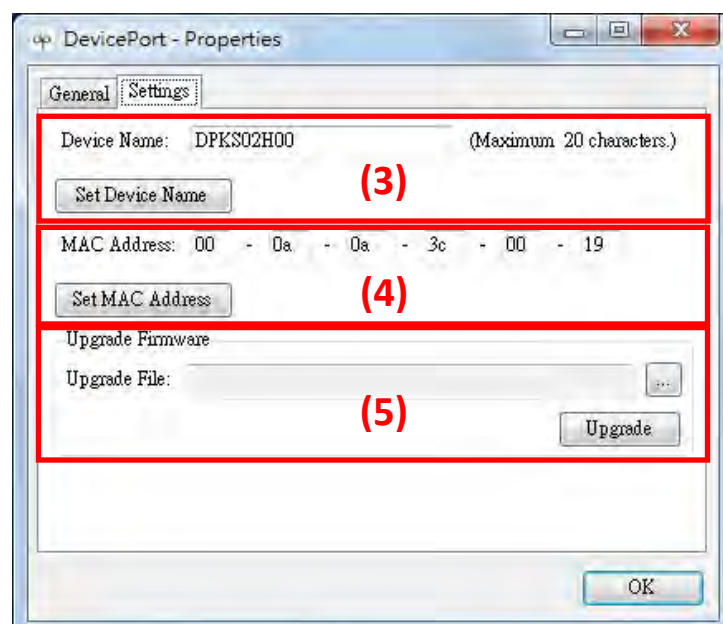 DevicePort - Properties
General Settings
Device Name: DPKS02H00 (Maximum 20 characters.)
Set Device Name
(3)
MAC Address: 00 - 0a - 0a - 3c - 00 - 19
Set MAC Address
(4)
Upgrade Firmware
Upgrade File: ...
(5)
Upgrade
OK